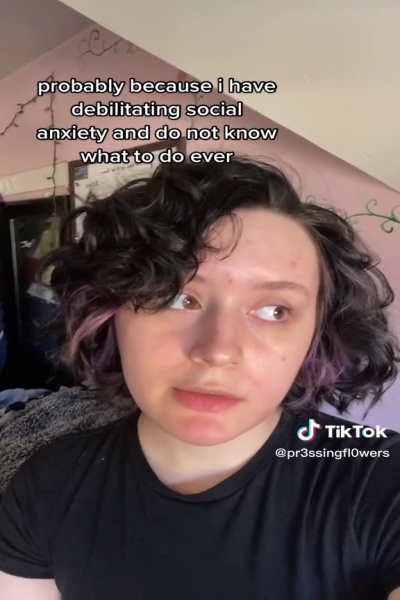 probably because i have
debilitating social
anxiety and do not know
what to do ever
TikTok
@pr3ssingfl0wers